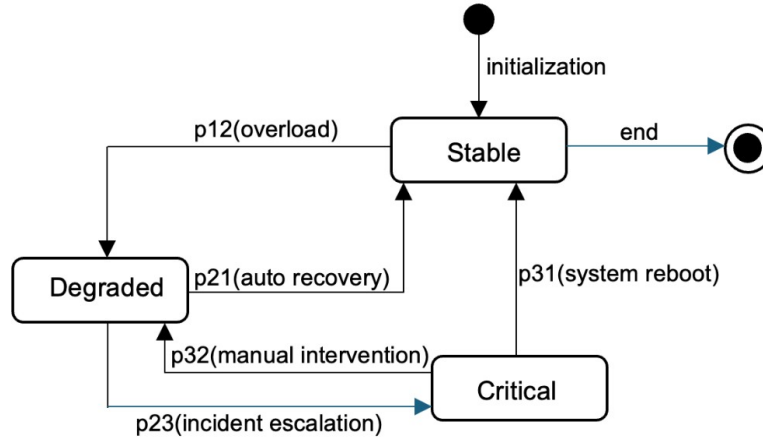 initialization
p12(overload)
end
Stable
Degraded
p21(auto recovery)
p31(system reboot)
p32(manual intervention)
Critical
p23(incident escalation)